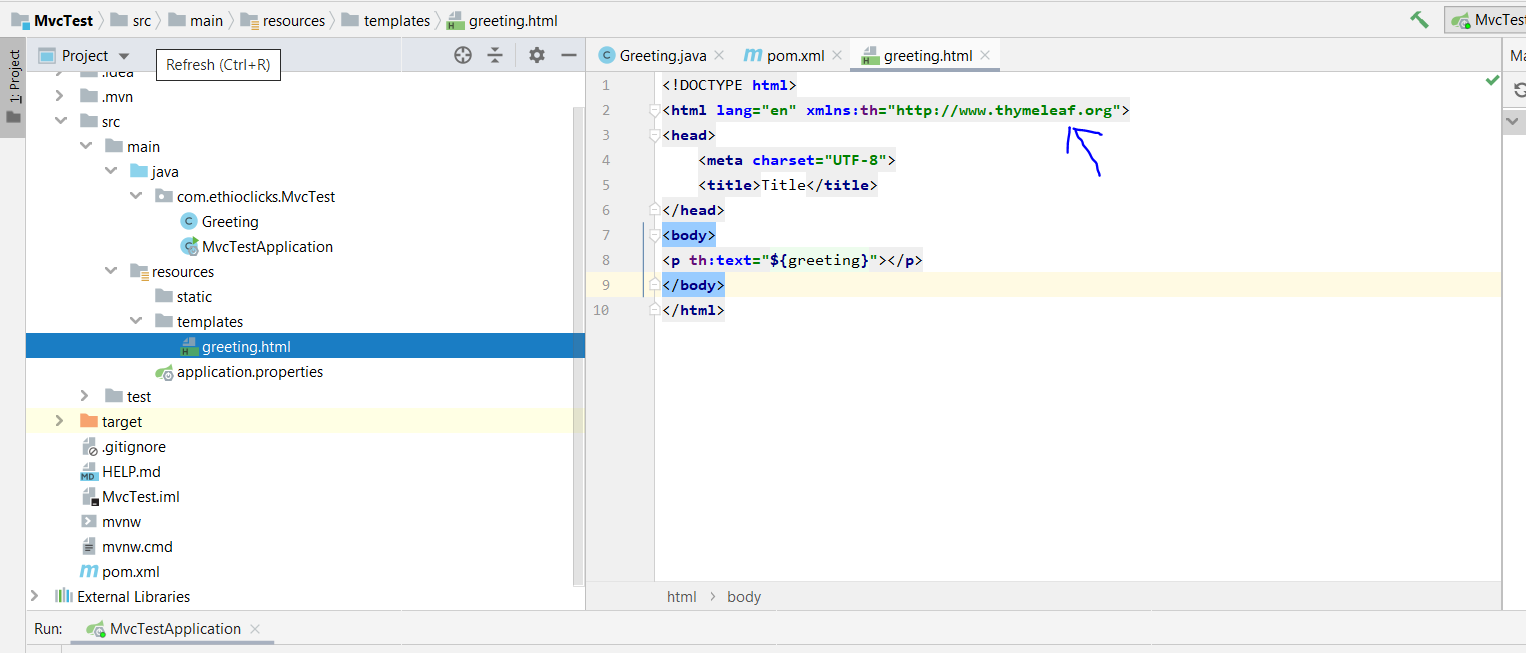 MvcTest src main resources templates greeting.html MvcTest
1: Project
Project
Refresh (Ctrl+R)
.idea
.mvn
src
main
java
com.ethioclicks.MvcTest
Greeting
MvcTestApplication
resources
static
templates
greeting.html
application.properties
test
target
.gitignore
HELP.md
MvcTest.iml
mvnw
mvnw.cmd
pom.xml
External Libraries
Greeting.java pom.xml greeting.html
Ma
1 <!DOCTYPE html>
2 <html lang="en" xmlns:th="http://www.thymeleaf.org">
3 <head>
4 <meta charset="UTF-8">
5 <title>Title</title>
6 </head>
7 <body>
8 <p th:text="${greeting}"></p>
9 </body>
10 </html>
html body
Run: MvcTestApplication